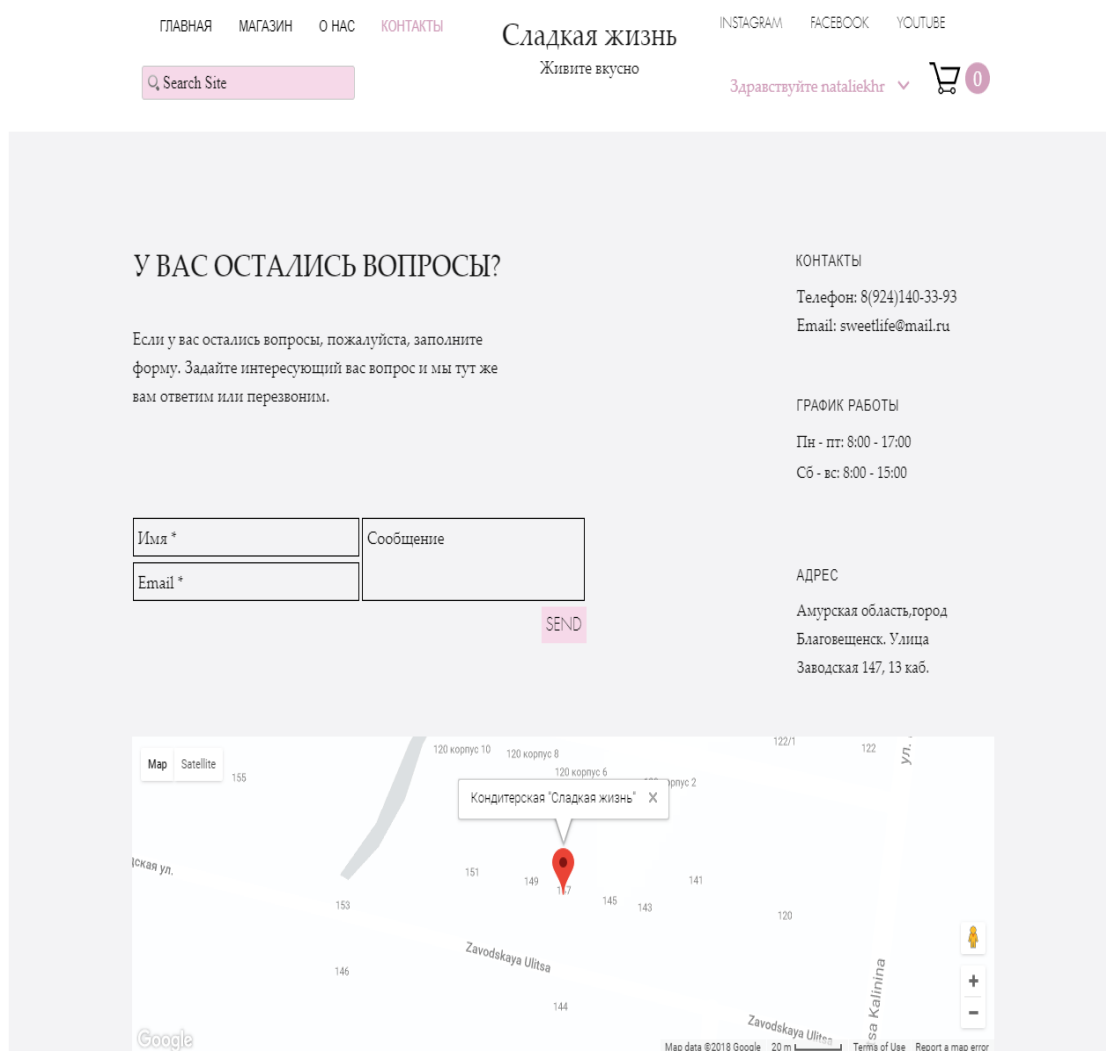 ГЛАВНАЯ МАГАЗИН О НАС КОНТАКТЫ
Сладкая жизнь
Живите вкусно
INSTAGRAM FACEBOOK YOUTUBE
Search Site
Здравствуйте nataliekhr
0
У ВАС ОСТАЛИСЬ ВОПРОСЫ?
Если у вас остались вопросы, пожалуйста, заполните
форму. Задайте интересующий вас вопрос и мы тут же
вам ответим или перезвоним.
Имя *
Email *
Сообщение
SEND
КОНТАКТЫ
Телефон: 8(924)140-33-93
Email: sweetlife@mail.ru
ГРАФИК РАБОТЫ
Пн - пт: 8:00 - 17:00
Сб - вс: 8:00 - 15:00
АДРЕС
Амурская область,город
Благовещенск. Улица
Заводская 147, 13 каб.
Map Satellite
155
120 корпус 10
120 корпус 8
120 корпус 6
122/1
122
ул.
Кондитерская "Сладкая жизнь"
151
149
145
143
141
153
120
146
Zavodskaya Ulitsa
144
Zavodskaya Ulitsa
Kalinina
Google
Map data ©2018 Google 20 m Terms of Use Report a map error